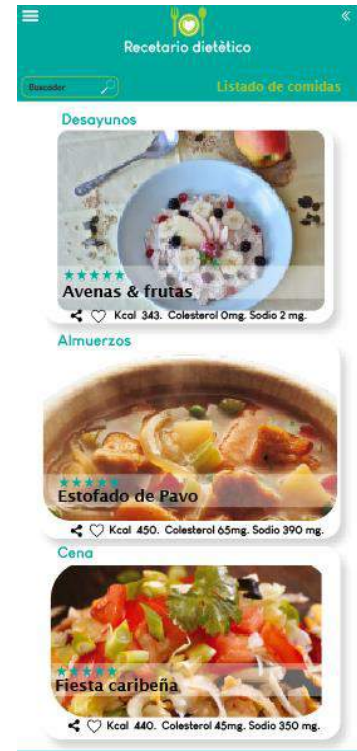 Recetario dietètico
Buscador
Listado de comidas
Desayunos
Avenas & frutas
Kcal 343. Colesterol 0mg. Sodio 2 mg.
Almuerzos
Estofado de Pavo
Kcal 450. Colesterol 65mg. Sodio 390 mg.
Cena
Fiesta caribeña
Kcal 440. Colesterol 45mg. Sodio 350 mg.